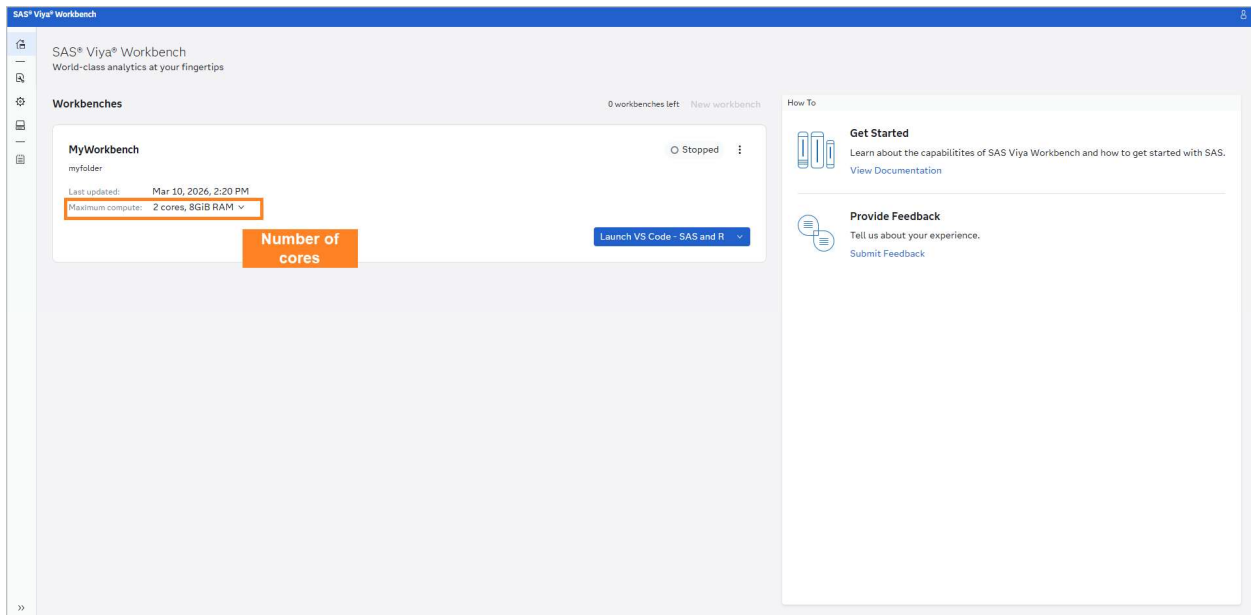 SAS® Viya® Workbench
SAS® Viya® Workbench
World-class analytics at your fingertips
Workbenches
0 workbenches left New workbench
MyWorkbench
Stopped
myfolder
Last updated: Mar 10, 2026, 2:20 PM
Maximum compute: 2 cores, 8GiB RAM
Number of
cores
Launch VS Code - SAS and R
How To
Get Started
Learn about the capabilitites of SAS Viya Workbench and how to get started with SAS.
View Documentation
Provide Feedback
Tell us about your experience.
Submit Feedback